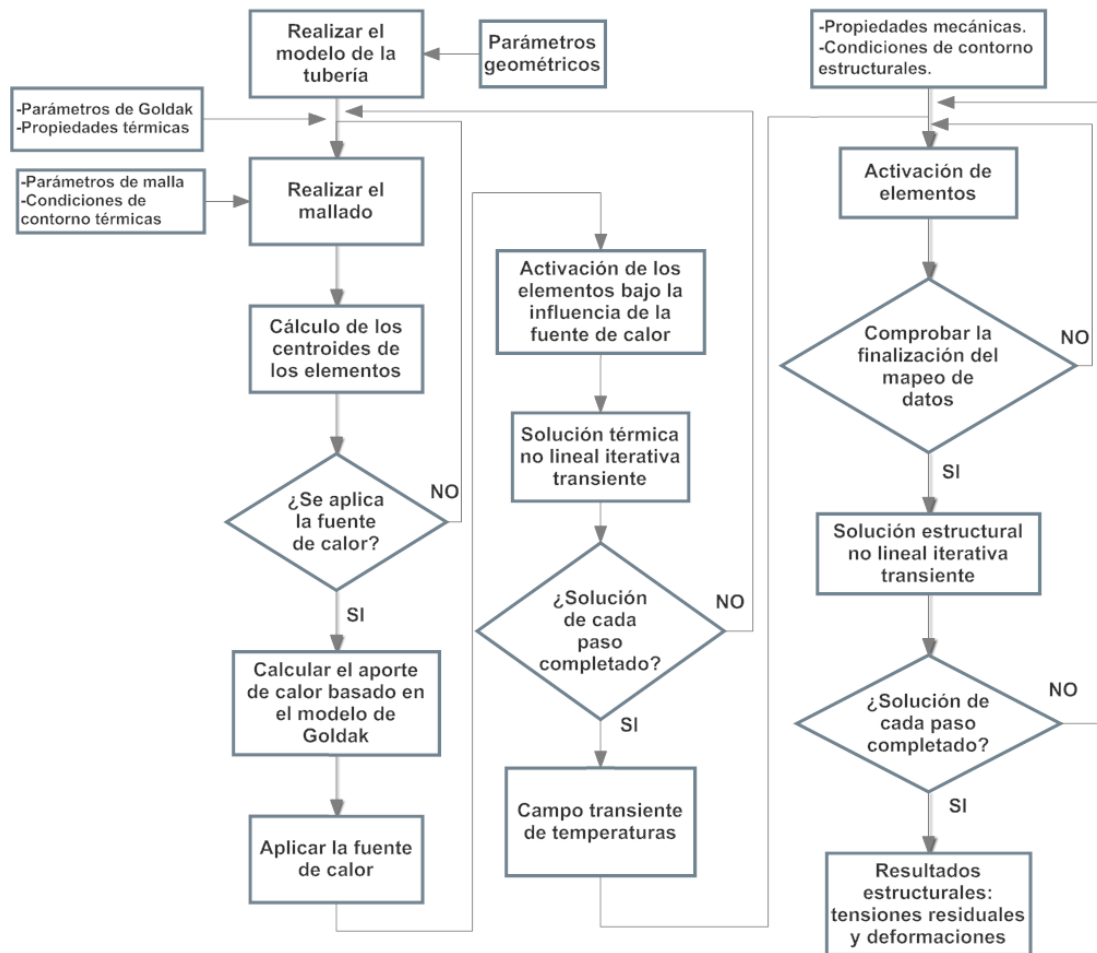 Realizar el
modelo de la
tubería
Parámetros
geométricos
-Parámetros de Goldak
-Propiedades térmicas
-Parámetros de malla
-Condiciones de
contorno térmicas
Realizar el
mallado
Cálculo de los
centroides de
los elementos
¿Se aplica
la fuente
de calor?
NO
SI
Calcular el aporte
de calor basado en
el modelo de
Goldak
Aplicar la fuente
de calor
Activación de los
elementos bajo la
influencia de la
fuente de calor
Solución térmica
no lineal iterativa
transiente
¿Solución
de cada
paso
completado?
NO
SI
Campo transiente
de temperaturas
-Propiedades mecánicas.
-Condiciones de contorno
estructurales.
Activación de
elementos
Comprobar la
finalización del
mapeo de
datos
NO
SI
Solución estructural
no lineal iterativa
transiente
¿Solución de
cada paso
completado?
NO
SI
Resultados
estructurales:
tensiones residuales
y deformaciones